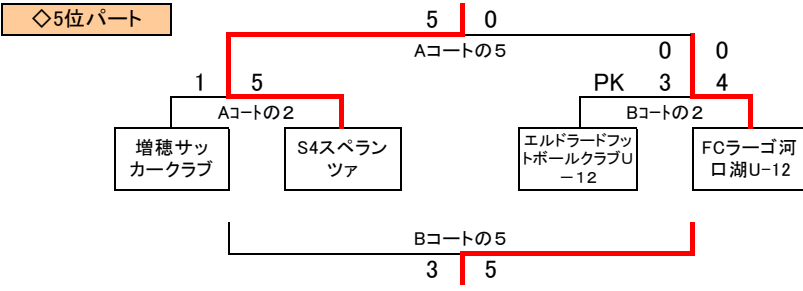 ◇5位パート
5 0
Aコートの5
0 0
1 5
PK 3 4
Aコートの2
Bコートの2
増穂サッ
カークラブ
S4スペラン
ツァ
エルドラードフッ
トボールクラブU
－12
FCラーゴ河
口湖U-12
Bコートの5
3 5